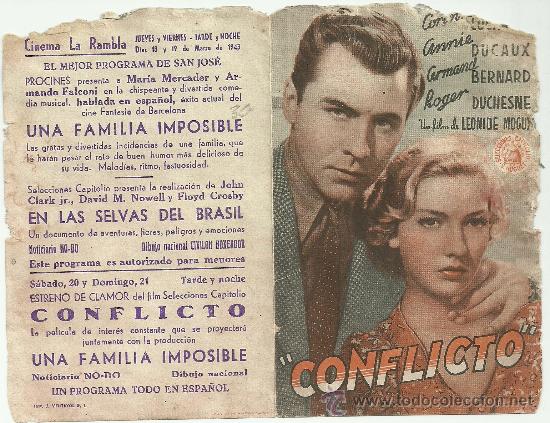 Cinema La Rambla
JUEVES y VIERNES - TARDE y NOCHE
Días 18 y 19 de Marzo de 1943
EL MEJOR PROGRAMA DE SAN JOSÉ
PROCINES presenta a María Mercader y Ar-
mando Falconi en la chispeante y divertida come-
dia musical, hablada en español, éxito actual del
cine Fantasio de Barcelona
UNA FAMILIA IMPOSIBLE
Las gratas y divertidas incidencias de una familia, que
le harán pasar el rato de buen humor más delicioso de
su vida. Melodías, ritmo, fastuosidad.
Selecciones Capitolio presenta la realización de John
Clark jr., David M. Nowell y Floyd Crosby
EN LAS SELVAS DEL BRASIL
Un documento de aventuras, fieras, peligros y emociones
Noticiario NO-DO Dibujo nacional CIVILON BOXEADOR
Este programa es autorizado para menores
Sábado, 20 y Domingo, 21 Tarde y noche
ESTRENO DE CLAMOR del film Selecciones Capitolio
CONFLICTO
La película de interés constante que se proyectará
juntamente con la producción
UNA FAMILIA IMPOSIBLE
Noticiario NO-DO Dibujo nacional
UN PROGRAMA TODO EN ESPAÑOL
Corin
annie
DUCAUX
armand
BERNARD
Roger
DUCHESNE
Un film de LEONIDE MOGUY
"CONFLICTO"
www.todocoleccion.net